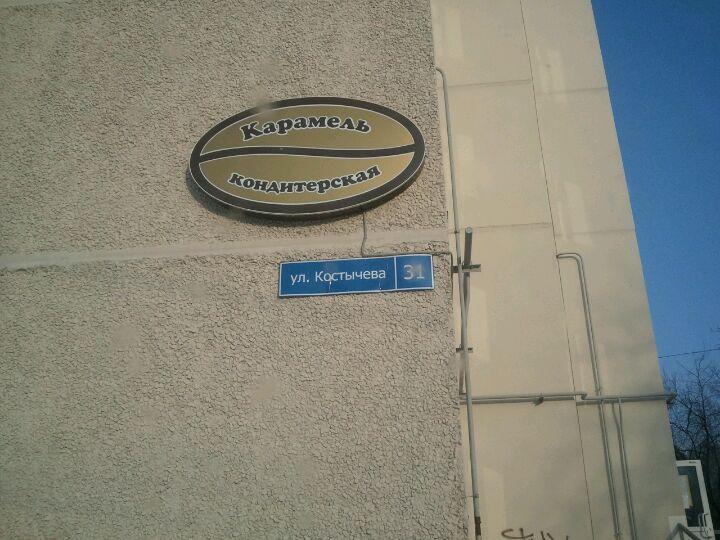 Карамель
кондитерская
ул. Костычева 31